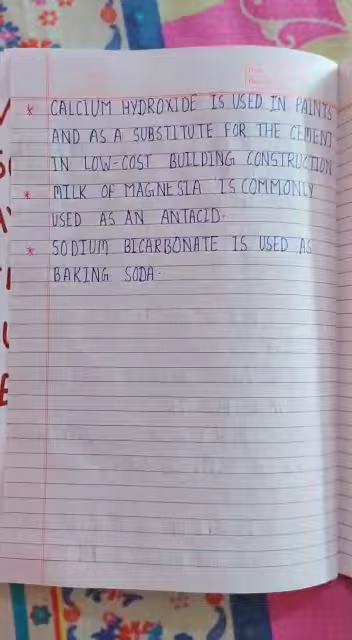 * CALCIUM HYDROXIDE IS USED IN PAINTS
AND AS A SUBSTITUTE FOR THE CEMENT
IN LOW-COST BUILDING CONSTRUCTION
* MILK OF MAGNESIA IS COMMONLY
USED AS AN ANTACID.
* SODIUM BICARBONATE IS USED AS
BAKING SODA.